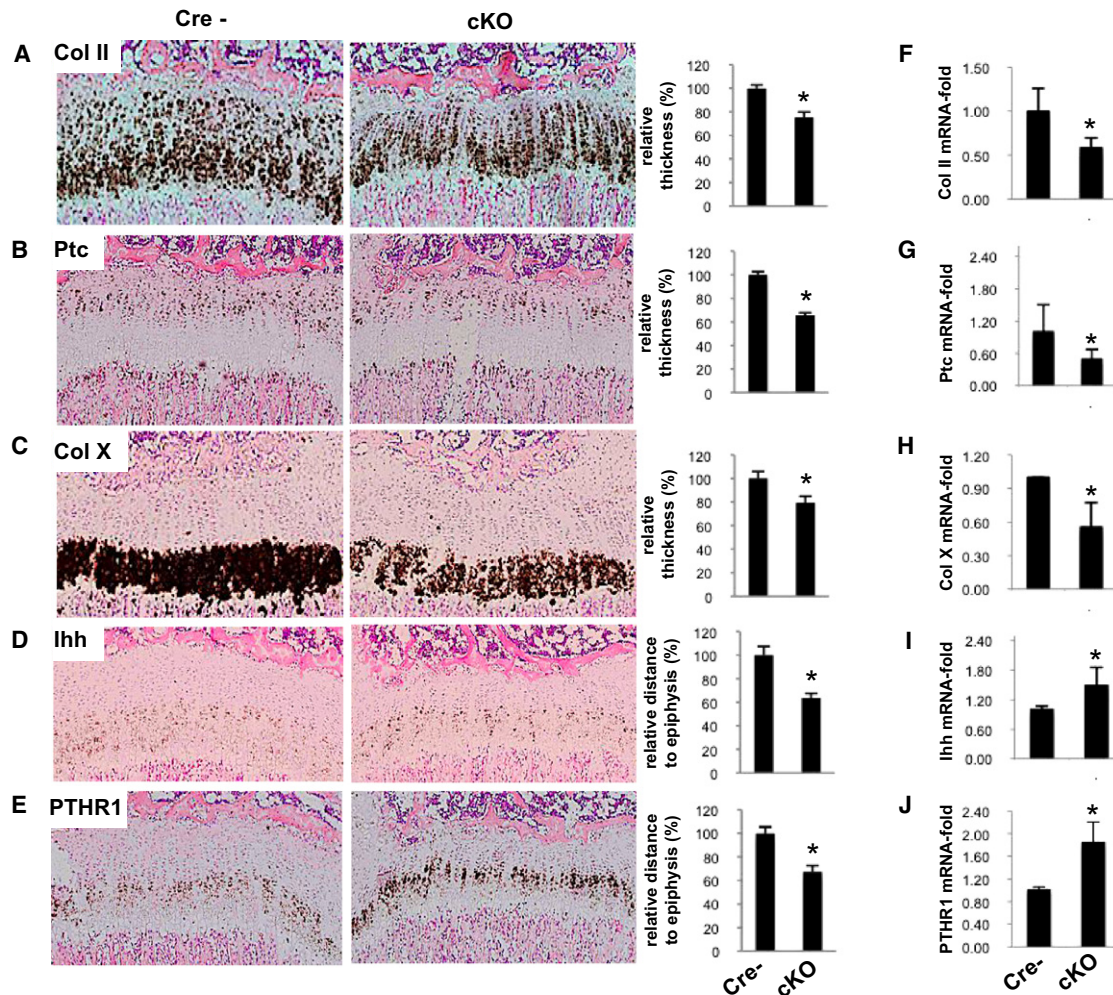 Cre - cKO
A Col II
relative
thickness (%)
120
100
80
60
40
20
0
*
F
Col II mRNA-fold
1.50
1.00
0.50
0.00
*
B Ptc
relative
thickness (%)
120
100
80
60
40
20
0
*
G
Ptc mRNA-fold
2.40
1.80
1.20
0.60
0.00
*
C Col X
relative
thickness (%)
120
100
80
60
40
20
0
*
H
Col X mRNA-fold
1.20
0.90
0.60
0.30
0.00
*
D Ihh
relative distance
to epiphysis (%)
120
100
80
60
40
20
0
*
I
Ihh mRNA-fold
2.40
1.80
1.20
0.60
0.00
*
E PTHR1
relative distance
to epiphysis (%)
120
100
80
60
40
20
0
*
J
PTHR1 mRNA-fold
2.40
2.00
1.60
1.20
0.80
0.40
0.00
*
Cre- cKO
Cre- cKO